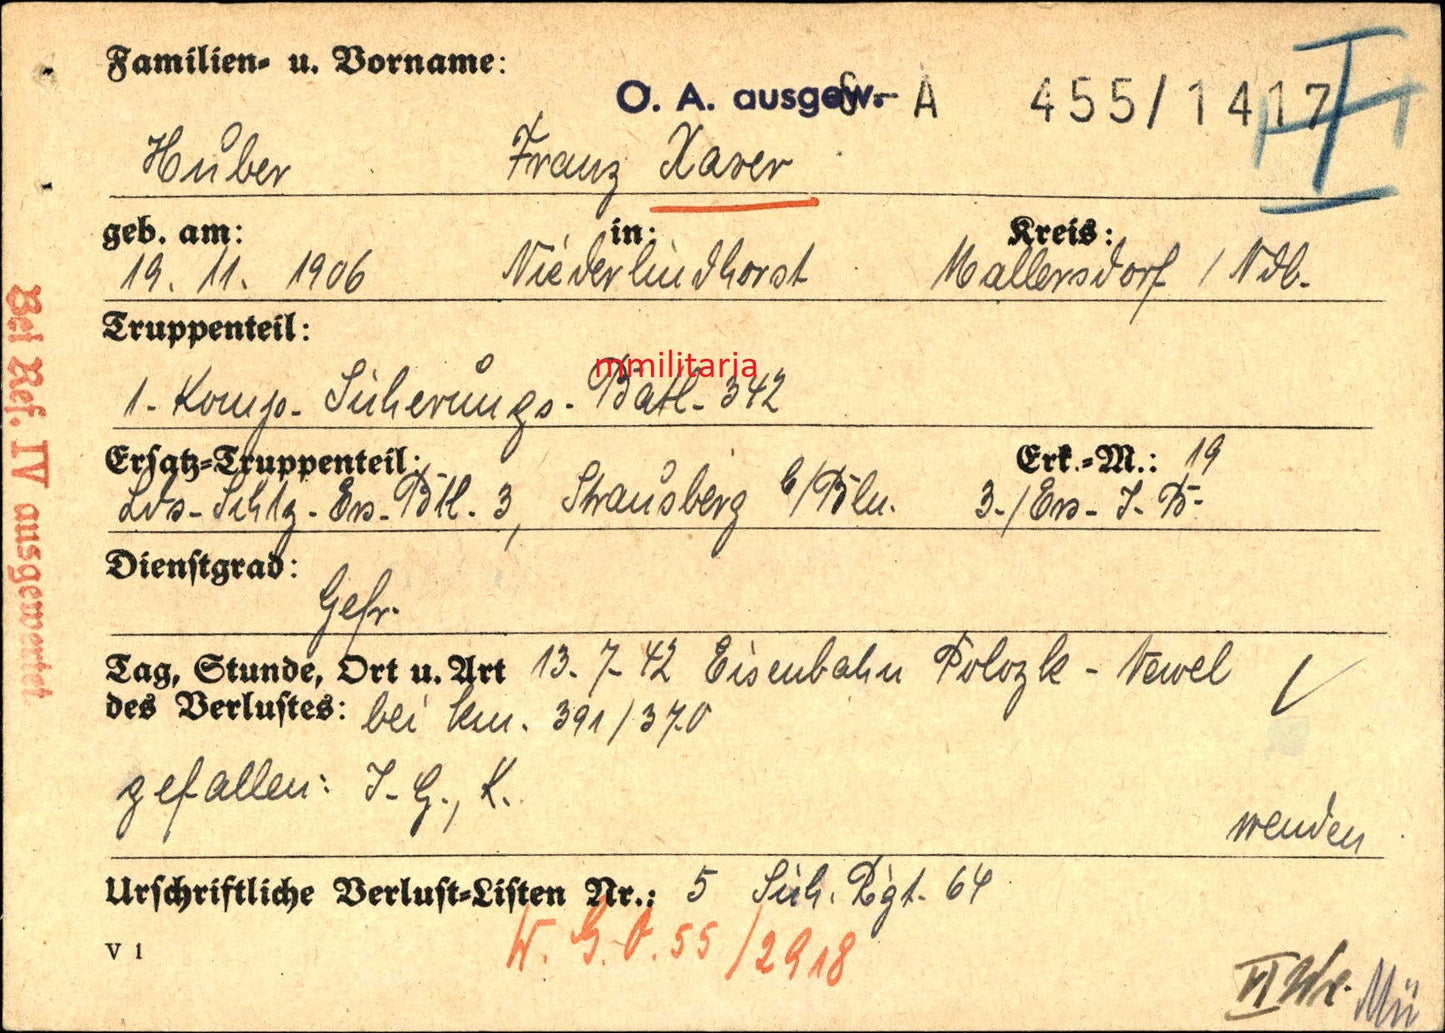 Familien- u. Vorname:
O. A. ausgew. - A 455/1417
Huber Franz Xaver
geb. am: in: Kreis:
19. 11. 1906 Niederlindhorst Mallersdorf / Ndb.
Truppenteil:
mmilitaria
1. Komp. Sicherungs. Batl. 342
Ersatz-Truppenteil: Erk.-M.: 19
Lds-Schtz. Ers. Btl. 3, Strausberg b/Bln. 3./Ers. I. B.
Dienstgrad:
Gefr.
Tag, Stunde, Ort u. Art 13. 7. 42 Eisenbahn Polozk - Newel
des Verlustes: bei km. 391/370
gefallen: I. G., K.
wenden
Urschriftliche Verlust-Listen Nr.: 5 Sich. Rgt. 64
W. G. O. 55/2918
V 1
VI
Mü
Bei Ref. IV ausgewertet